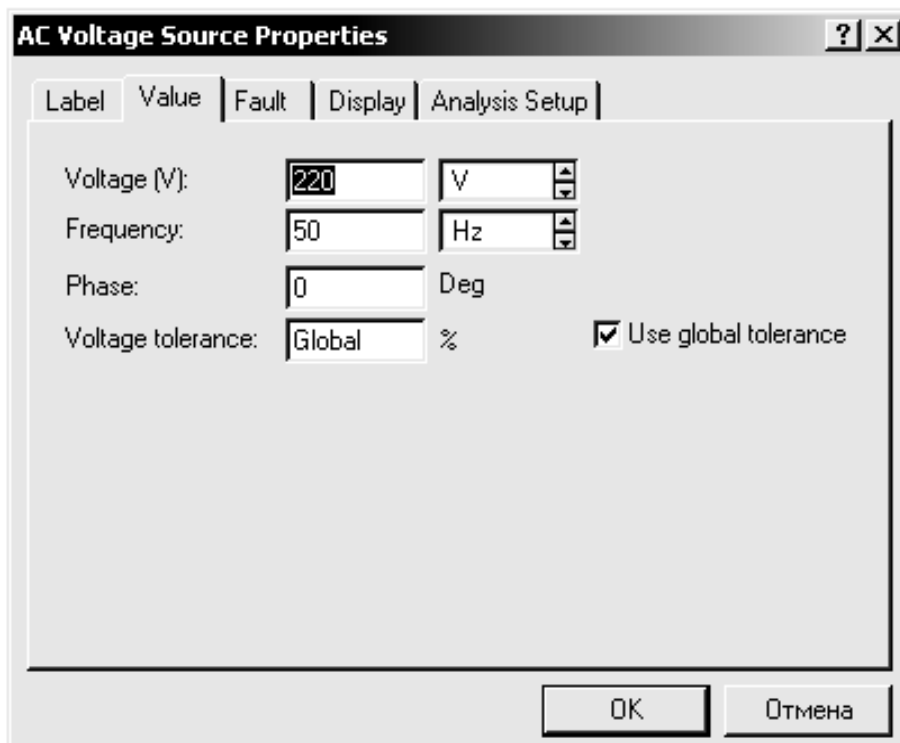 AC Voltage Source Properties
Label Value Fault Display Analysis Setup
Voltage (V): 220 V
Frequency: 50 Hz
Phase: 0 Deg
Voltage tolerance: Global % Use global tolerance
OK Отмена